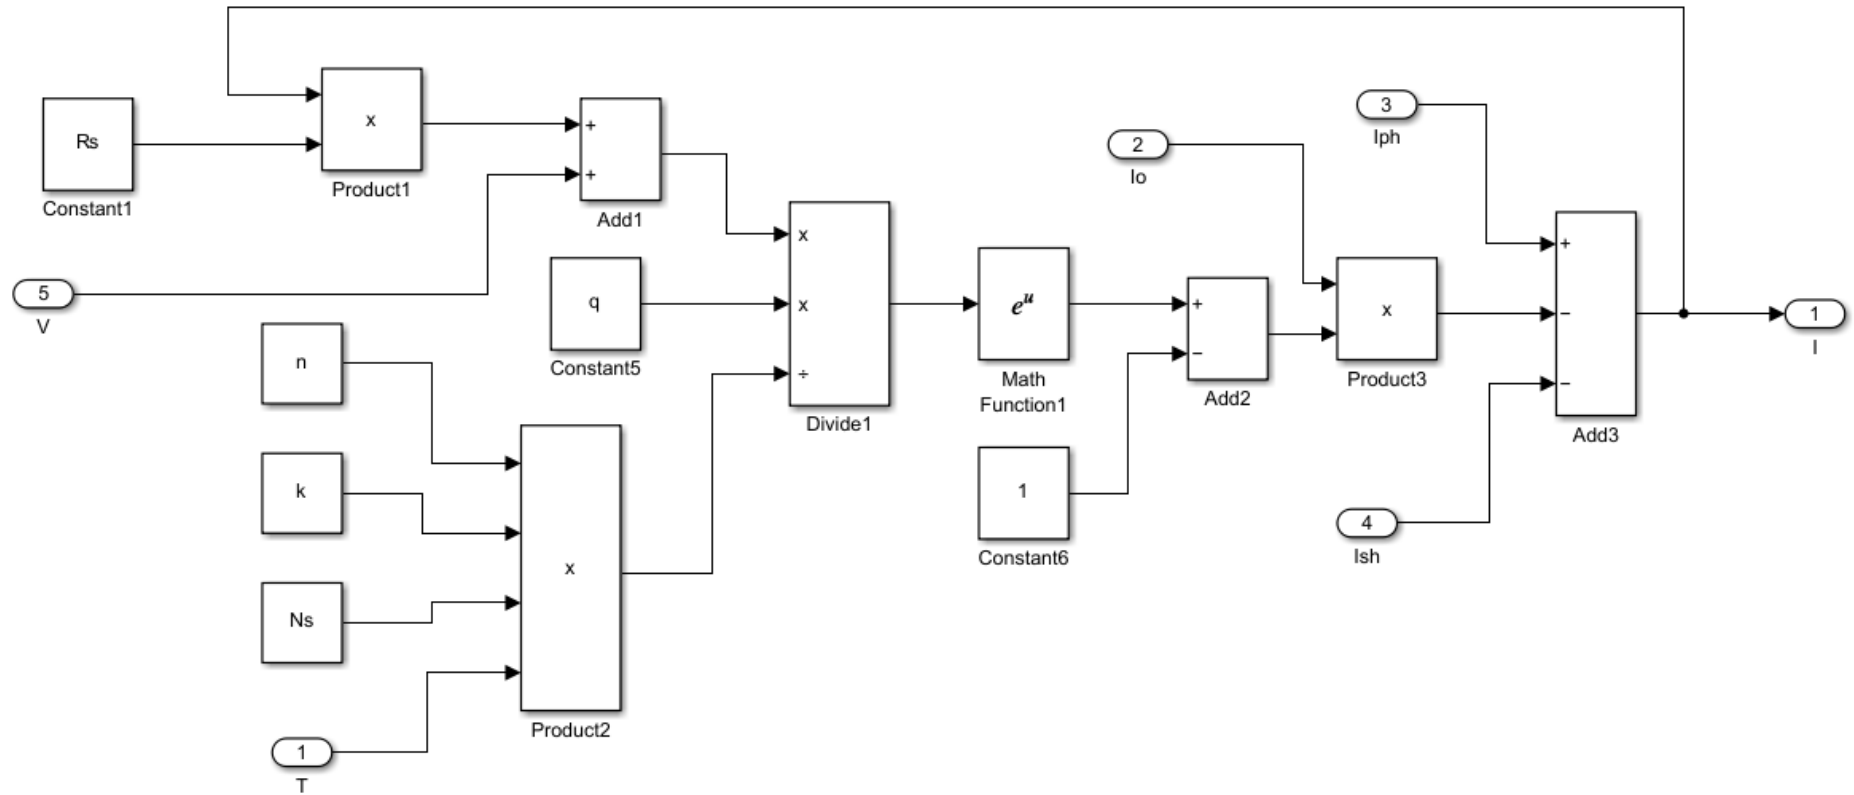 Rs
Constant1
x
Product1
+
+
Add1
5
V
q
Constant5
n
k
Ns
1
T
x
Product2
x
x
÷
Divide1
e^u
Math
Function1
1
Constant6
+
−
Add2
2
Io
x
Product3
3
Iph
4
Ish
+
−
−
Add3
1
I